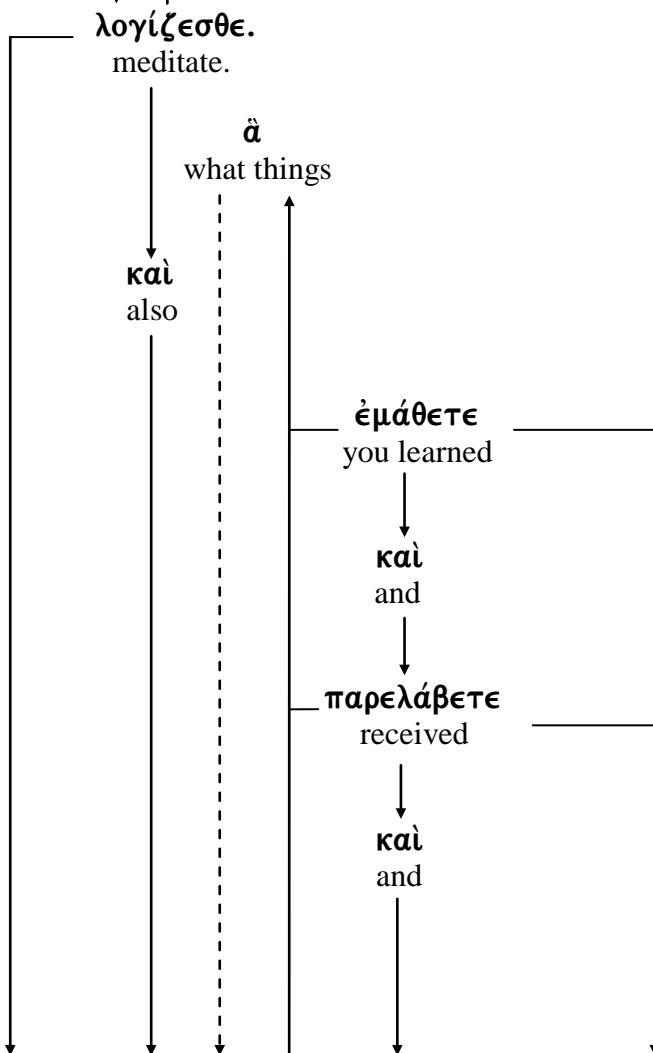 λογίζεσθε.
meditate.
ἃ
what things
καὶ
also
ἐμάθετε
you learned
καὶ
and
παρελάβετε
received
καὶ
and